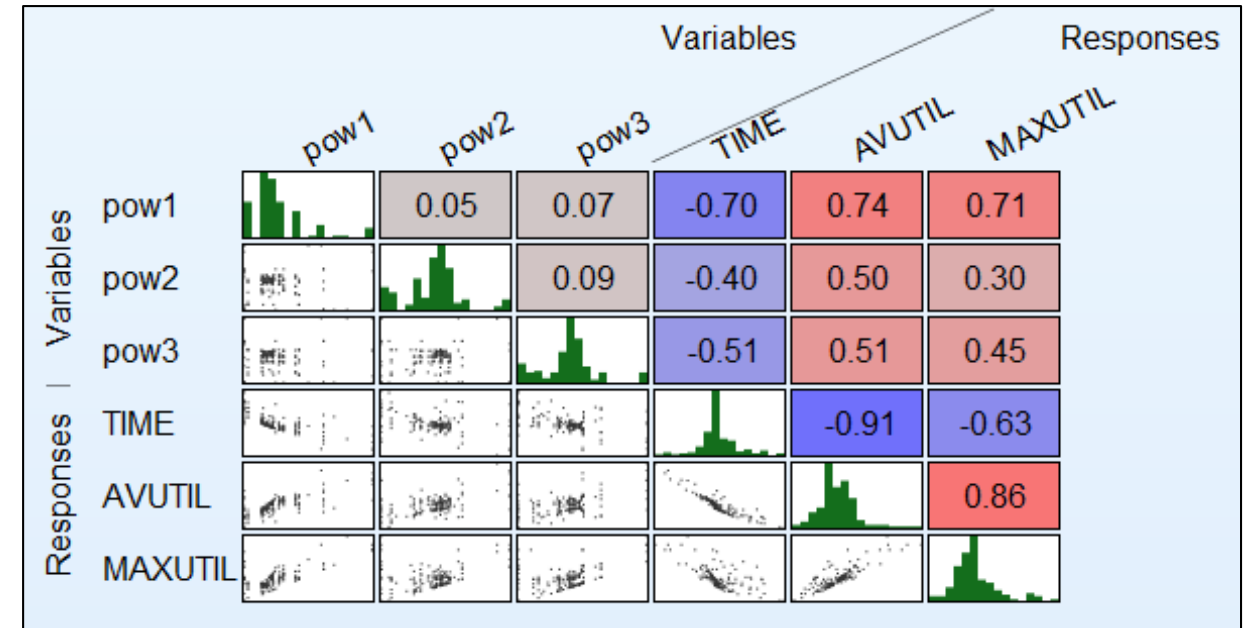 Variables Responses
pow1 pow2 pow3 TIME AVUTIL MAXUTIL
Variables
Responses
pow1 0.05 0.07 -0.70 0.74 0.71
pow2 0.09 -0.40 0.50 0.30
pow3 -0.51 0.51 0.45
TIME -0.91 -0.63
AVUTIL 0.86
MAXUTIL